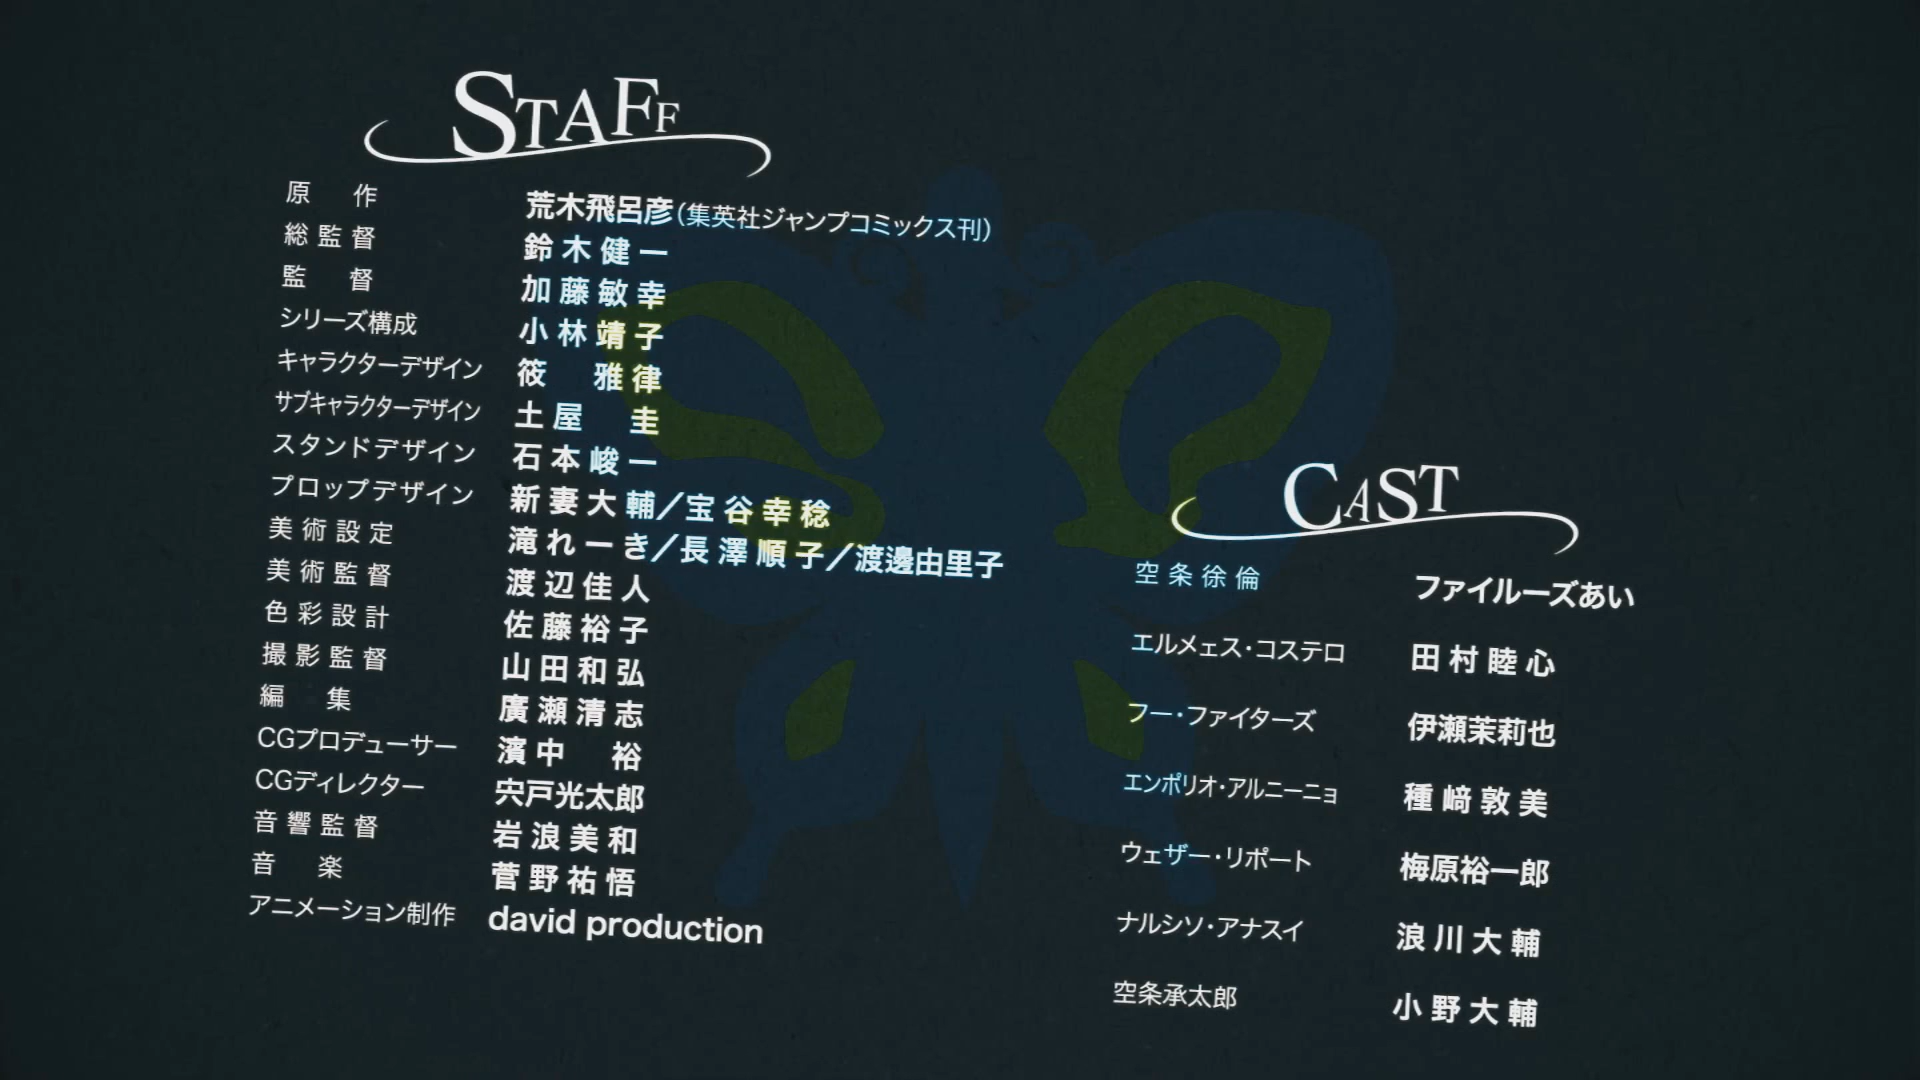 STAFF
原 作 荒木飛呂彦(集英社ジャンプコミックス刊)
総監督 鈴木健一
監 督 加藤敏幸
シリーズ構成 小林靖子
キャラクターデザイン 筱 雅律
サブキャラクターデザイン 土屋 圭
スタンドデザイン 石本峻一
プロップデザイン 新妻大輔/宝谷幸稔
美術設定 滝れーき/長澤順子/渡邊由里子
美術監督 渡辺佳人
色彩設計 佐藤裕子
撮影監督 山田和弘
編 集 廣瀬清志
CGプロデューサー 濱中 裕
CGディレクター 宍戸光太郎
音響監督 岩浪美和
音 楽 菅野祐悟
アニメーション制作 david production
CAST
空条徐倫 ファイルーズあい
エルメェス・コステロ 田村睦心
フー・ファイターズ 伊瀬茉莉也
エンポリオ・アルニーニョ 種﨑敦美
ウェザー・リポート 梅原裕一郎
ナルシソ・アナスイ 浪川大輔
空条承太郎 小野大輔